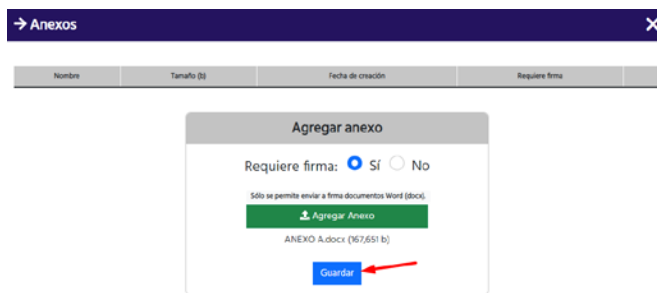 → Anexos
Nombre Tamaño (b) Fecha de creación Requiere firma
Agregar anexo
Requiere firma: Sí No
Sólo se permite enviar a firma documentos Word (docx).
Agregar Anexo
ANEXO A.docx (167,651 b)
Guardar